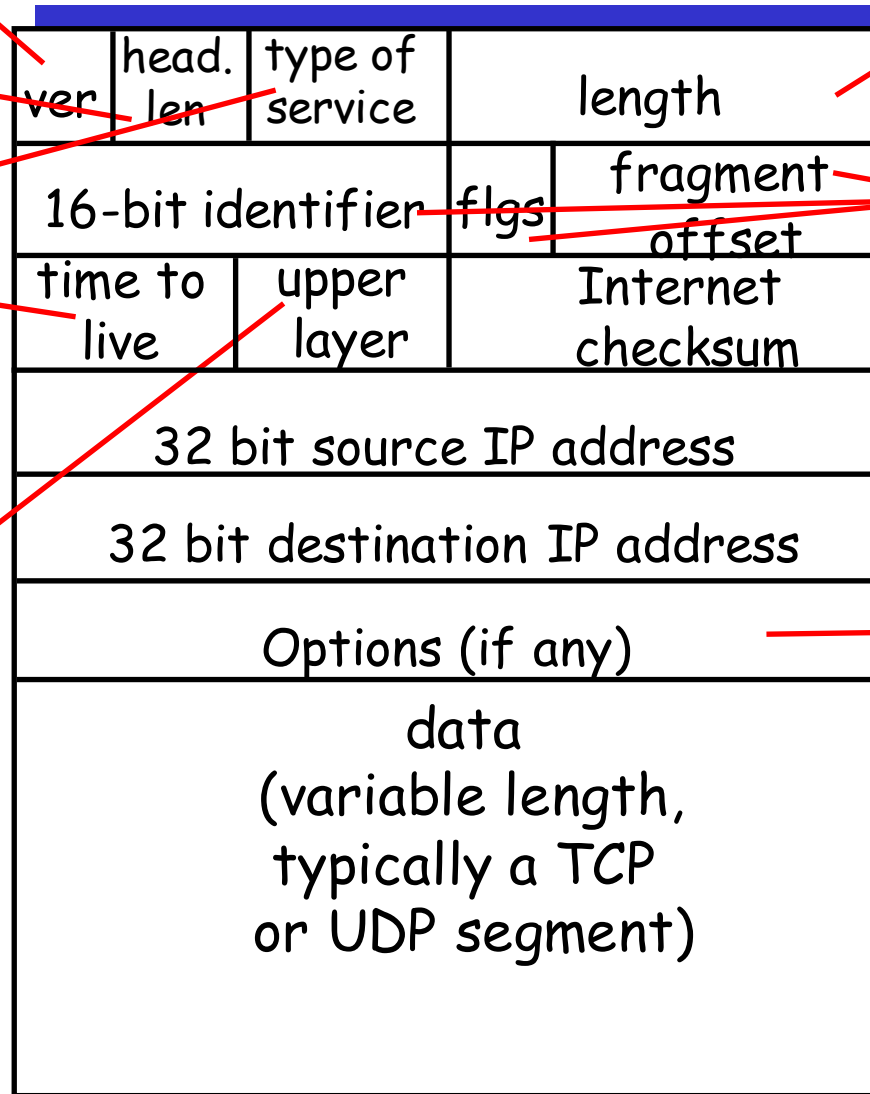 ver
head.
len
type of
service
length
16-bit identifier
flgs
fragment
offset
time to
live
upper
layer
Internet
checksum
32 bit source IP address
32 bit destination IP address
Options (if any)
data
(variable length,
typically a TCP
or UDP segment)